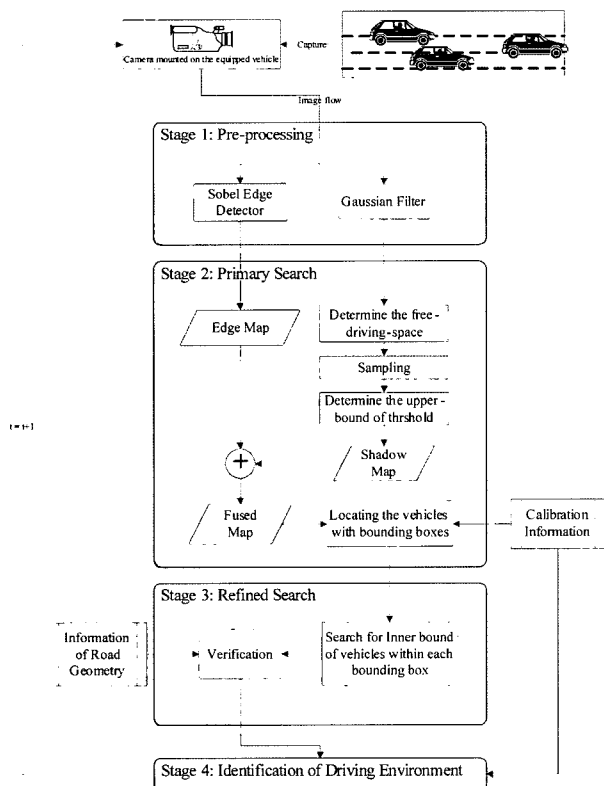 Camera mounted on the equipped vehicle
Capture
Image flow
Stage 1: Pre-processing
Sobel Edge
Detector
Gaussian Filter
Stage 2: Primary Search
Edge Map
Determine the free-
driving-space
Sampling
Determine the upper-
bound of thrshold
t=t+1
+
Shadow
Map
Fused
Map
Locating the vehicles
with bounding boxes
Calibration
Information
Stage 3: Refined Search
Information
of Road
Geometry
Verification
Search for Inner bound
of vehicles within each
bounding box
Stage 4: Identification of Driving Environment